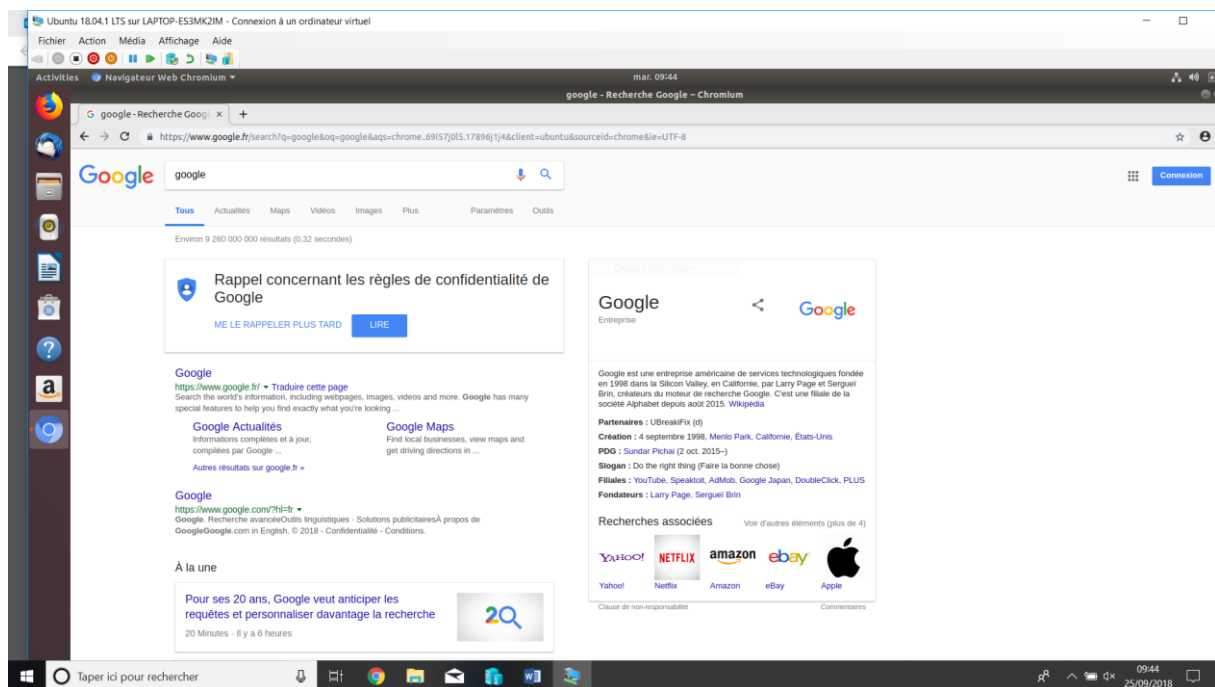 Ubuntu 18.04.1 LTS sur LAPTOP-ES3MK2IM - Connexion à un ordinateur virtuel
Fichier Action Média Affichage Aide
Activities Navigateur Web Chromium mar. 09:44
google - Recherche Google – Chromium
G google - Recherche Goog × +
https://www.google.fr/search?q=google&oq=google&aqs=chrome..69i57j0l5.17896j1j4&client=ubuntu&sourceid=chrome&ie=UTF-8
Google google Connexion
Tous Actualités Maps Vidéos Images Plus Paramètres Outils
Environ 9 260 000 000 résultats (0,32 secondes)
Rappel concernant les règles de confidentialité de
Google
ME LE RAPPELER PLUS TARD LIRE
Google
https://www.google.fr/ Traduire cette page
Search the world's information, including webpages, images, videos and more. Google has many
special features to help you find exactly what you're looking ...
Google Actualités
Informations complètes et à jour,
compilées par Google ...
Google Maps
Find local businesses, view maps and
get driving directions in ...
Autres résultats sur google.fr »
Google
https://www.google.com/?hl=fr
Google. Recherche avancéeOutils linguistiques · Solutions publicitairesÀ propos de
GoogleGoogle.com in English. © 2018 - Confidentialité - Conditions.
À la une
Pour ses 20 ans, Google veut anticiper les
requêtes et personnaliser davantage la recherche
20 Minutes · Il y a 6 heures
2
Google Google
Entreprise
Google est une entreprise américaine de services technologiques fondée
en 1998 dans la Silicon Valley, en Californie, par Larry Page et Sergueï
Brin, créateurs du moteur de recherche Google. C'est une filiale de la
société Alphabet depuis août 2015. Wikipédia
Partenaires : UBreakiFix (d)
Création : 4 septembre 1998, Menlo Park, Californie, États-Unis
PDG : Sundar Pichai (2 oct. 2015–)
Slogan : Do the right thing (Faire la bonne chose)
Filiales : YouTube, Speaktoit, AdMob, Google Japan, DoubleClick, PLUS
Fondateurs : Larry Page, Sergueï Brin
Recherches associées Voir d'autres éléments (plus de 4)
YAHOO! NETFLIX amazon ebay
Yahoo! Netflix Amazon eBay Apple
Clause de non-responsabilité Commentaires
Taper ici pour rechercher
09:44
25/09/2018